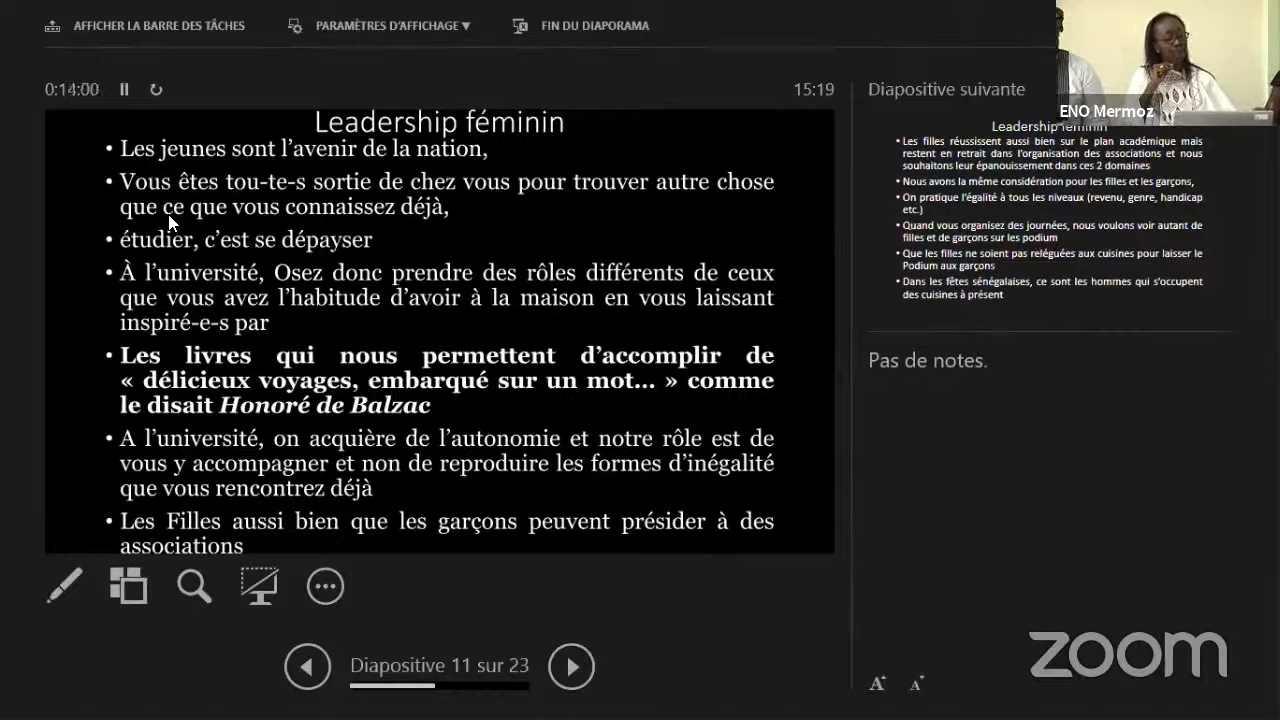 AFFICHER LA BARRE DES TÂCHES
PARAMÈTRES D'AFFICHAGE ▼
FIN DU DIAPORAMA
0:14:00
15:19
Leadership féminin
• Les jeunes sont l'avenir de la nation,
• Vous êtes tou-te-s sortie de chez vous pour trouver autre chose
que ce que vous connaissez déjà,
• étudier, c'est se dépayser
• À l'université, Osez donc prendre des rôles différents de ceux
que vous avez l'habitude d'avoir à la maison en vous laissant
inspiré-e-s par
• Les livres qui nous permettent d'accomplir de
« délicieux voyages, embarqué sur un mot... » comme
le disait Honoré de Balzac
• A l'université, on acquière de l'autonomie et notre rôle est de
vous y accompagner et non de reproduire les formes d'inégalité
que vous rencontrez déjà
• Les Filles aussi bien que les garçons peuvent présider à des
associations
Diapositive 11 sur 23
Diapositive suivante
ENO Mermoz
Leadership féminin
• Les filles réussissent aussi bien sur le plan académique mais
restent en retrait dans l'organisation des associations et nous
souhaitons leur épanouissement dans ces 2 domaines
• Nous avons la même considération pour les filles et les garçons,
• On pratique l'égalité à tous les niveaux (revenu, genre, handicap
etc.)
• Quand vous organisez des journées, nous voulons voir autant de
filles et de garçons sur les podium
• Que les filles ne soient pas reléguées aux cuisines pour laisser le
Podium aux garçons
• Dans les fêtes sénégalaises, ce sont les hommes qui s'occupent
des cuisines à présent
Pas de notes.
A A
zoom